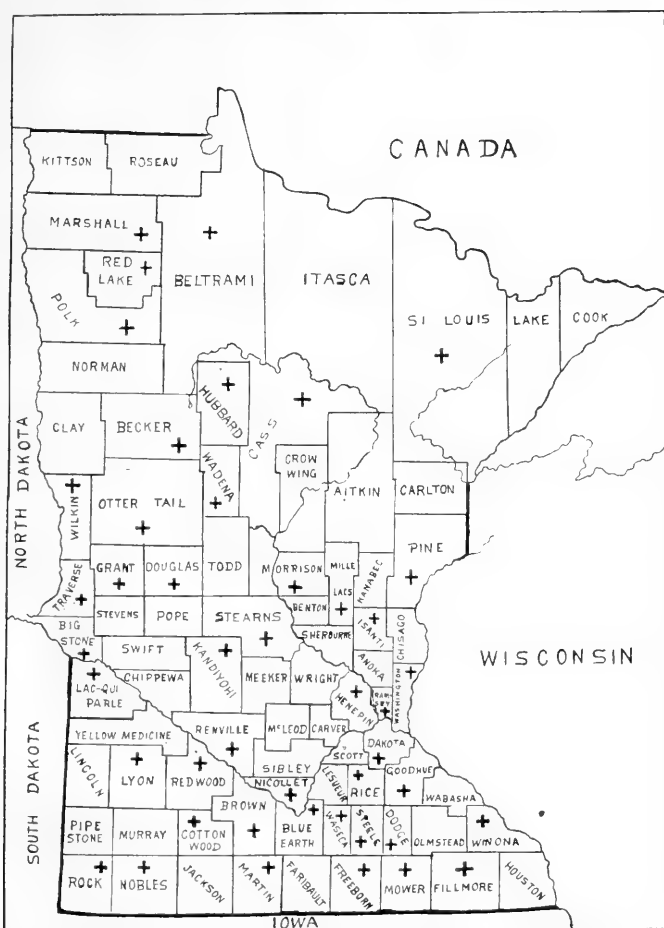 CANADA
KITTSON
ROSEAU
MARSHALL
RED
LAKE
BELTRAMI
ITASCA
POLK
ST LOUIS
LAKE
COOK
NORMAN
HUBBARD
CASS
CLAY
BECKER
NORTH DAKOTA
WADENA
CROW
WING
AITKIN
CARLTON
WILKIN
OTTER TAIL
PINE
TRAVERSE
GRANT
DOUGLAS
TODD
MORRISON
MILLE
LACS
KANABEC
BENTON
STEVENS
POPE
STEARNS
ISANTI
CHISAGO
BIG
STONE
SWIFT
KANDIYOHI
SHERBURNE
ANOKA
WISCONSIN
LAC-QUI
PARLE
CHIPPEWA
MEEKER
WRIGHT
HENEPIN
RAM-
SEY
WASHINGTON
YELLOW MEDICINE
RENVILLE
McLEOD
CARVER
SCOTT
DAKOTA
SOUTH DAKOTA
LINCOLN
LYON
REDWOOD
SIBLEY
NICOLLET
LESUEUR
RICE
GOODHUE
WABASHA
BROWN
PIPE
STONE
MURRAY
COTTON
WOOD
BLUE
EARTH
WASECA
STEELE
DODGE
OLMSTEAD
WINONA
ROCK
NOBLES
JACKSON
MARTIN
FARIBAULT
FREEBORN
MOWER
FILLMORE
HOUSTON
IOWA